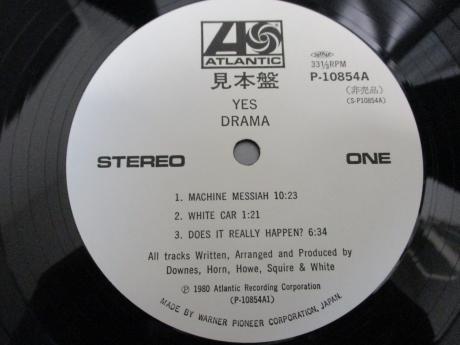 ATLANTIC
33⅓RPM
見本盤
P-10854A
(非売品)
(S-P10854A)
YES
DRAMA
STEREO
ONE
1. MACHINE MESSIAH 10:23
2. WHITE CAR 1:21
3. DOES IT REALLY HAPPEN? 6:34
All tracks Written, Arranged and Produced by
Downes, Horn, Howe, Squire & White
℗ 1980 Atlantic Recording Corporation
(P-10854A1)
MADE BY WARNER PIONEER CORPORATION, JAPAN.